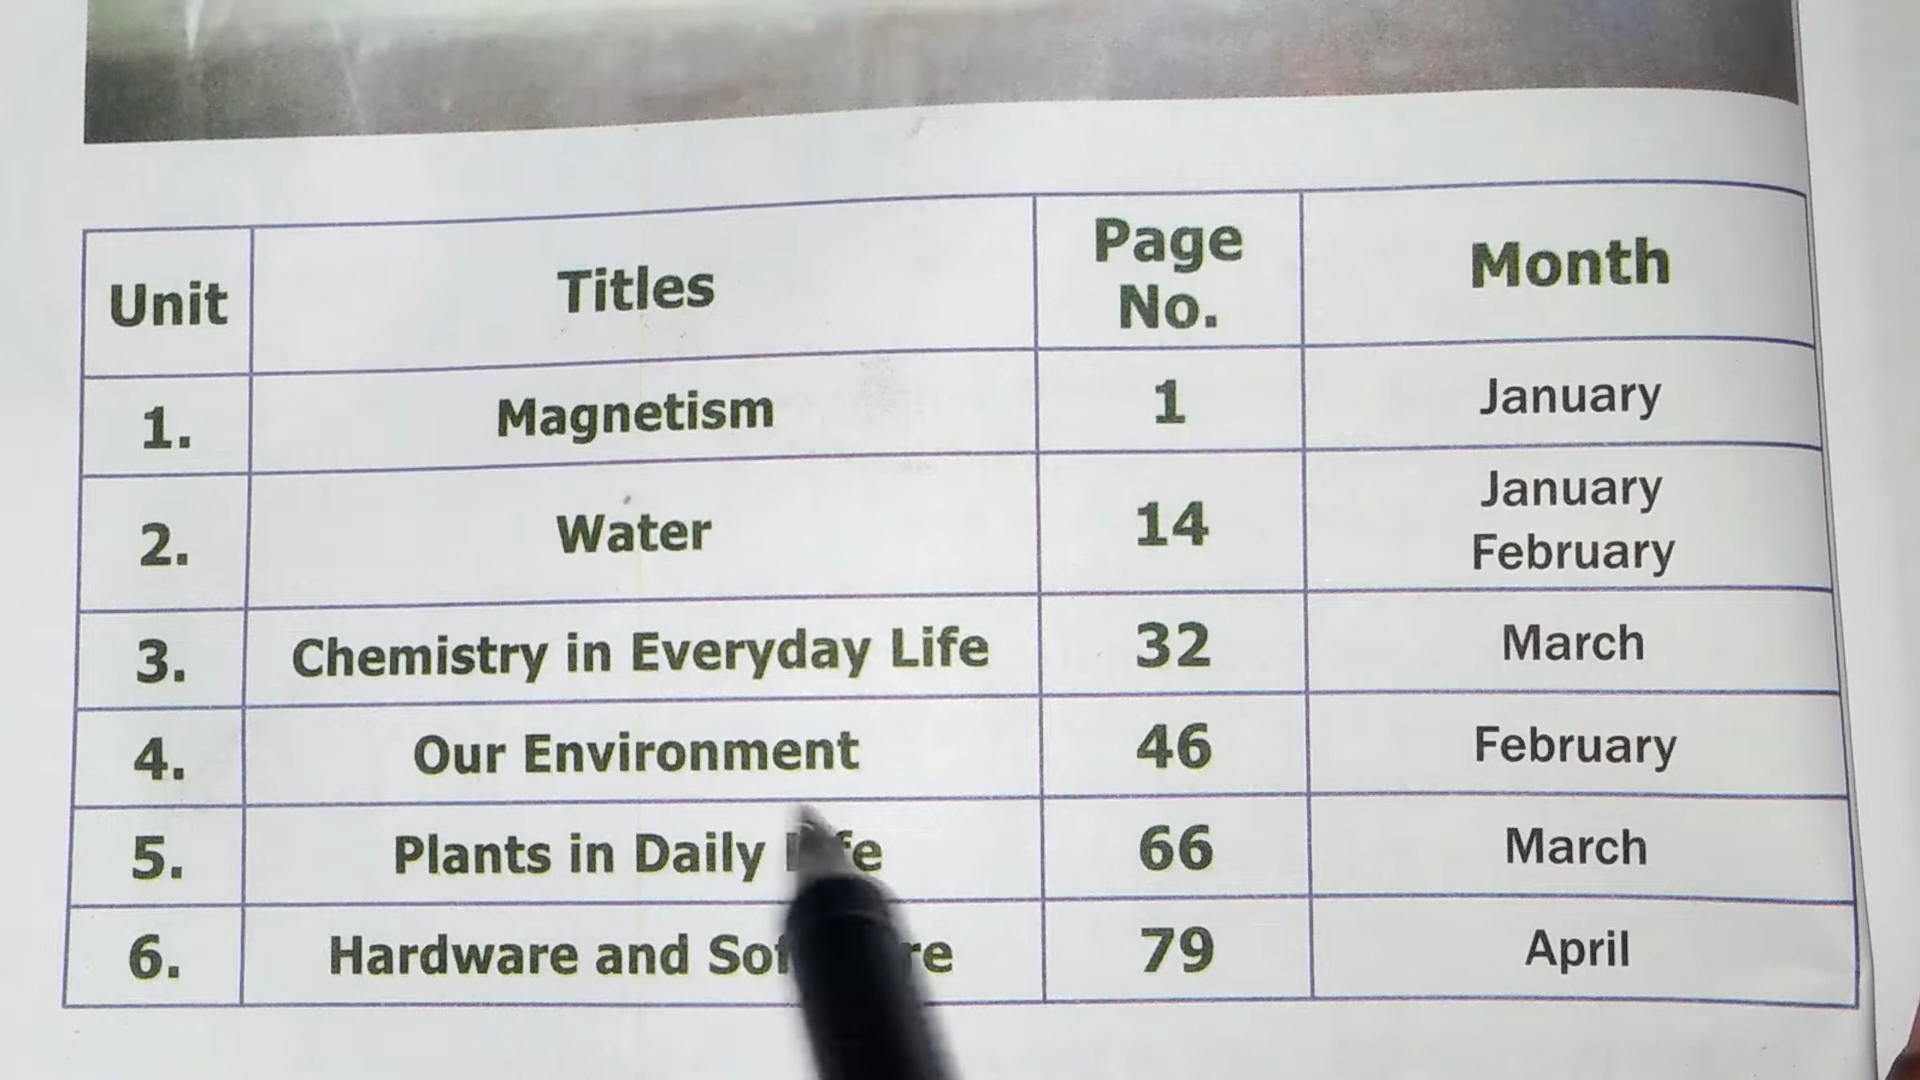 Unit Titles Page No. Month
1. Magnetism 1 January
2. Water 14 January February
3. Chemistry in Everyday Life 32 March
4. Our Environment 46 February
5. Plants in Daily 66 March
6. Hardware and 79 April